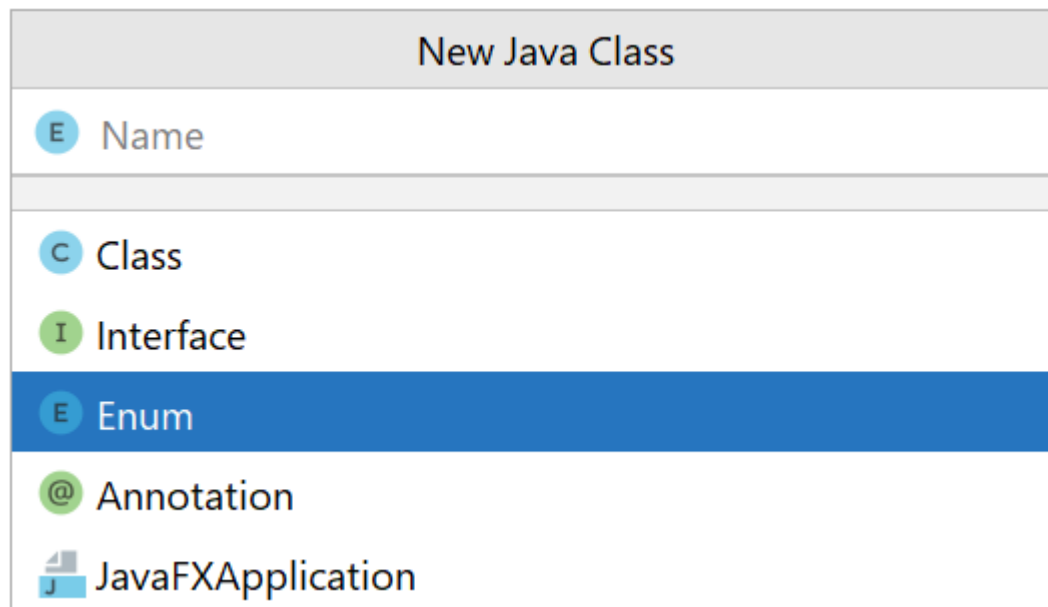 New Java Class
E Name
C Class
I Interface
E Enum
@ Annotation
J JavaFXApplication